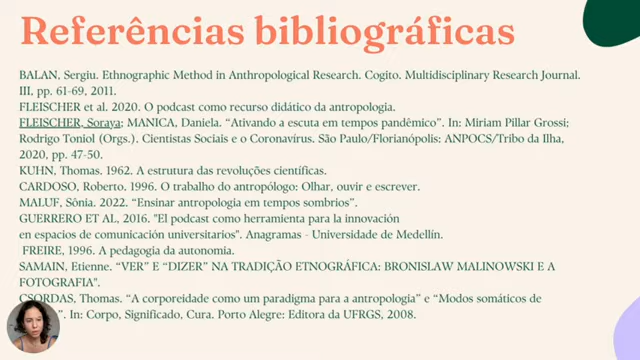 Referências bibliográficas
BALAN, Sergiu. Ethnographic Method in Anthropological Research. Cogito. Multidisciplinary Research Journal.
III, pp. 61-69, 2011.
FLEISCHER et al. 2020. O podcast como recurso didático da antropologia.
FLEISCHER, Soraya; MANICA, Daniela. “Ativando a escuta em tempos pandêmico”. In: Miriam Pillar Grossi;
Rodrigo Toniol (Orgs.). Cientistas Sociais e o Coronavírus. São Paulo/Florianópolis: ANPOCS/Tribo da Ilha,
2020, pp. 47-50.
KUHN, Thomas. 1962. A estrutura das revoluções científicas.
CARDOSO, Roberto. 1996. O trabalho do antropólogo: Olhar, ouvir e escrever.
MALUF, Sônia. 2022. “Ensinar antropologia em tempos sombrios”.
GUERRERO ET AL, 2016. "El podcast como herramienta para la innovación
en espacios de comunicación universitarios". Anagramas - Universidade de Medellín.
FREIRE, 1996. A pedagogia da autonomia.
SAMAIN, Etienne. “VER” E “DIZER” NA TRADIÇÃO ETNOGRÁFICA: BRONISLAW MALINOWSKI E A
FOTOGRAFIA".
CSORDAS, Thomas. “A corporeidade como um paradigma para a antropologia” e “Modos somáticos de
”. In: Corpo, Significado, Cura. Porto Alegre: Editora da UFRGS, 2008.